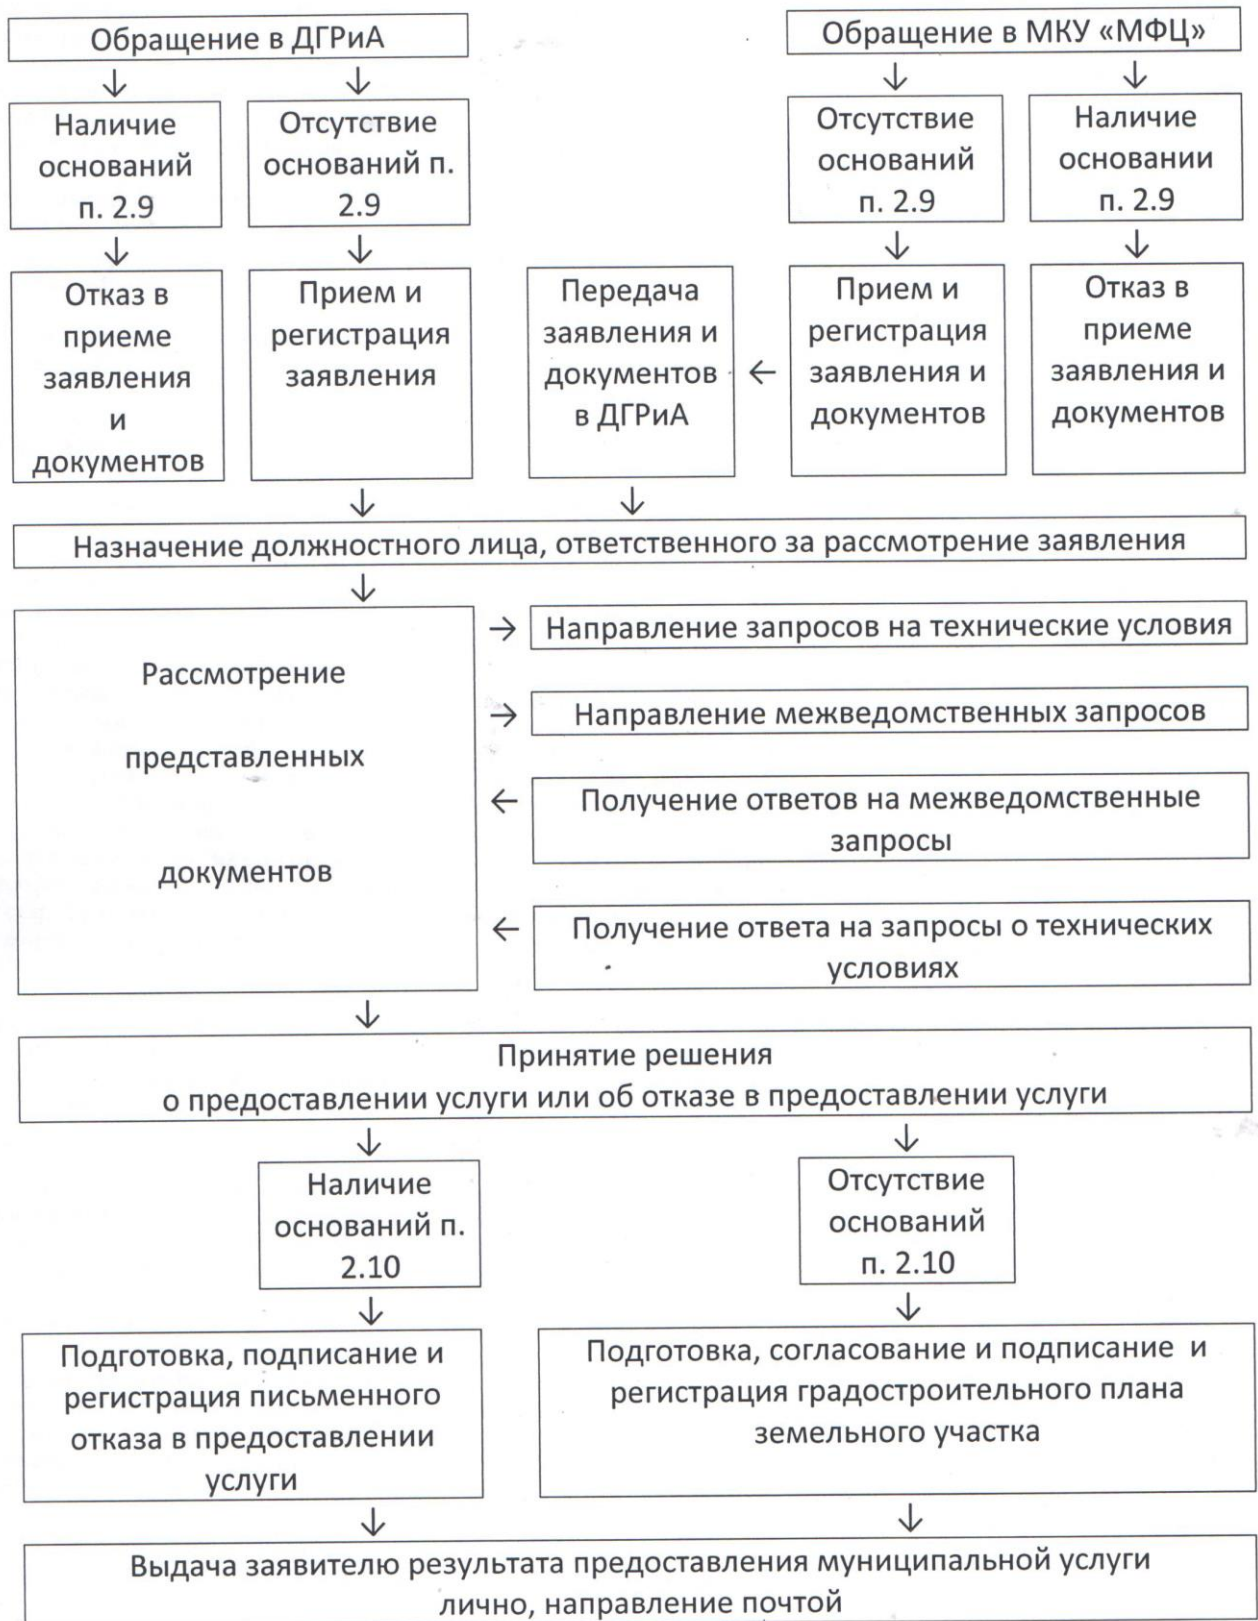 Обращение в ДГРиА
Обращение в МКУ «МФЦ»
↓
↓
↓
↓
Наличие
оснований
п. 2.9
Отсутствие
оснований п.
2.9
Отсутствие
оснований
п. 2.9
Наличие
основании
п. 2.9
↓
↓
↓
↓
Отказ в
приеме
заявления
и
документов
Прием и
регистрация
заявления
Передача
заявления и
документов
в ДГРиА
←
Прием и
регистрация
заявления и
документов
Отказ в
приеме
заявления и
документов
↓
↓
Назначение должностного лица, ответственного за рассмотрение заявления
↓
Рассмотрение
представленных
документов
→ Направление запросов на технические условия
→ Направление межведомственных запросов
← Получение ответов на межведомственные
запросы
← Получение ответа на запросы о технических
условиях
↓
Принятие решения
о предоставлении услуги или об отказе в предоставлении услуги
↓
↓
Наличие
оснований п.
2.10
Отсутствие
оснований
п. 2.10
↓
↓
Подготовка, подписание и
регистрация письменного
отказа в предоставлении
услуги
Подготовка, согласование и подписание и
регистрация градостроительного плана
земельного участка
↓
↓
Выдача заявителю результата предоставления муниципальной услуги
лично, направление почтой